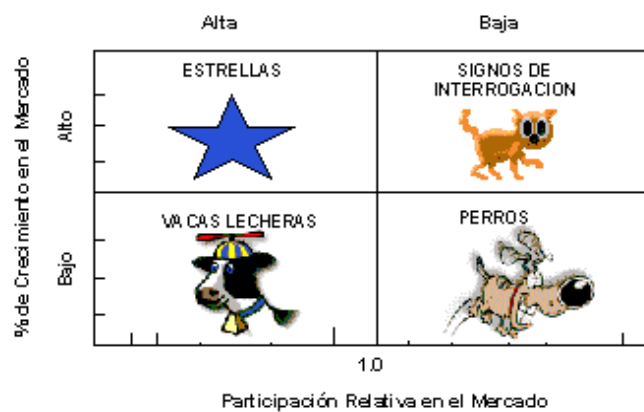 Alta Baja
ESTRELLAS
SIGNOS DE
INTERROGACION
Alto
% de Crecimiento en el Mercado
VACAS LECHERAS
PERROS
Bajo
1.0
Participación Relativa en el Mercado